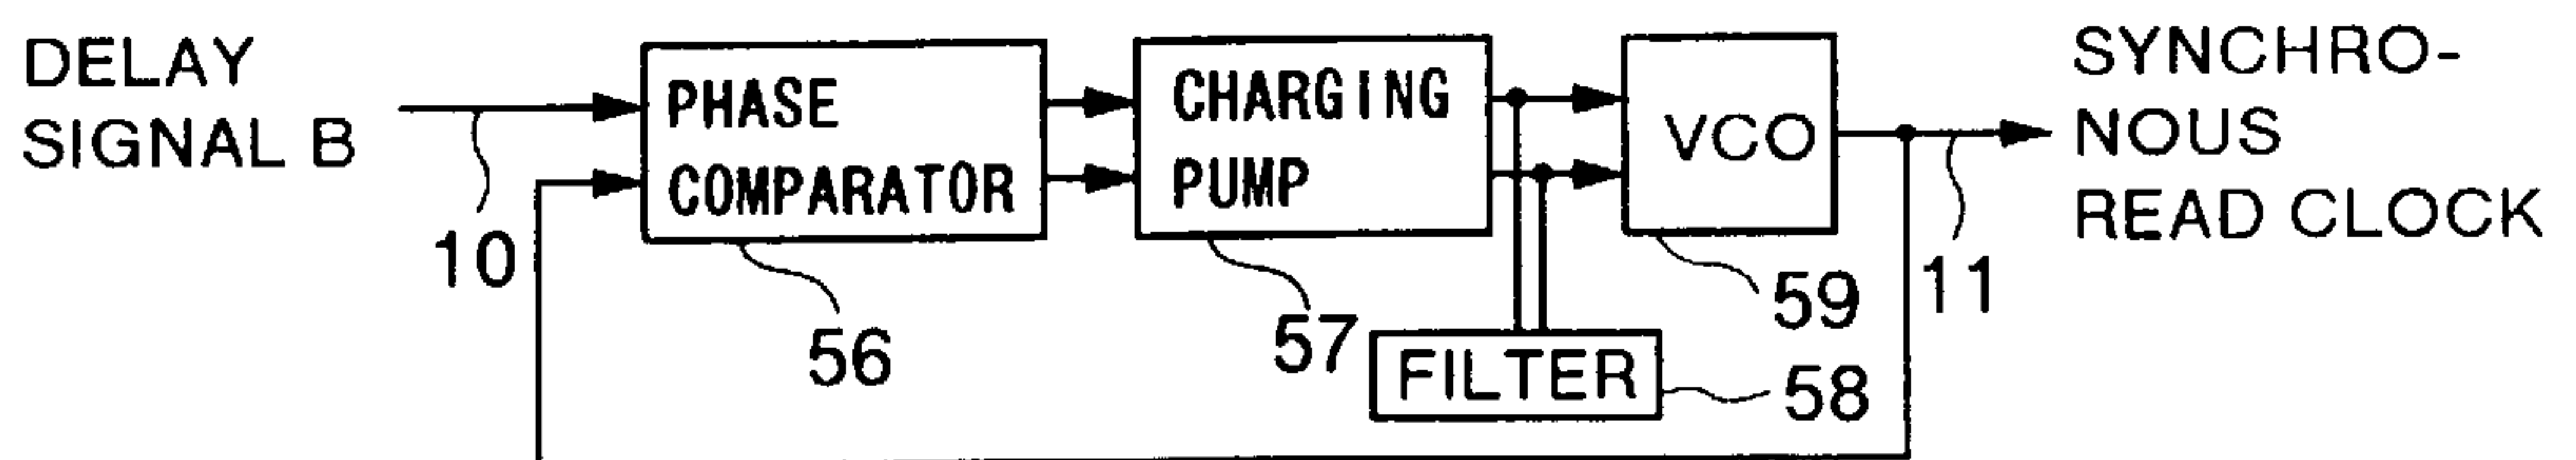 DELAY
SIGNAL B
10
PHASE
COMPARATOR
56
CHARGING
PUMP
57
FILTER
58
VCO
59
11
SYNCHRO-
NOUS
READ CLOCK